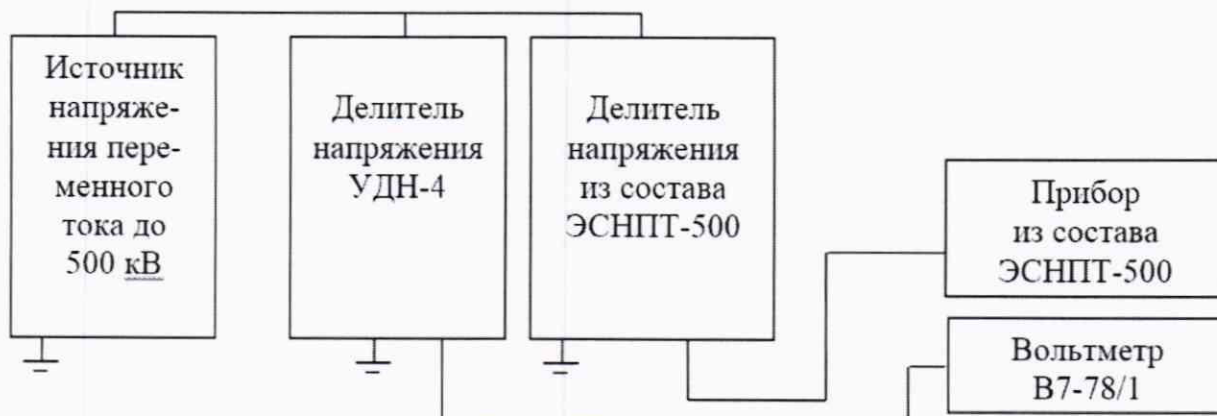 Источник
напряже-
ния пере-
менного
тока до
500 кВ
Делитель
напряжения
УДН-4
Делитель
напряжения
из состава
ЭСНПТ-500
Прибор
из состава
ЭСНПТ-500
Вольтметр
В7-78/1